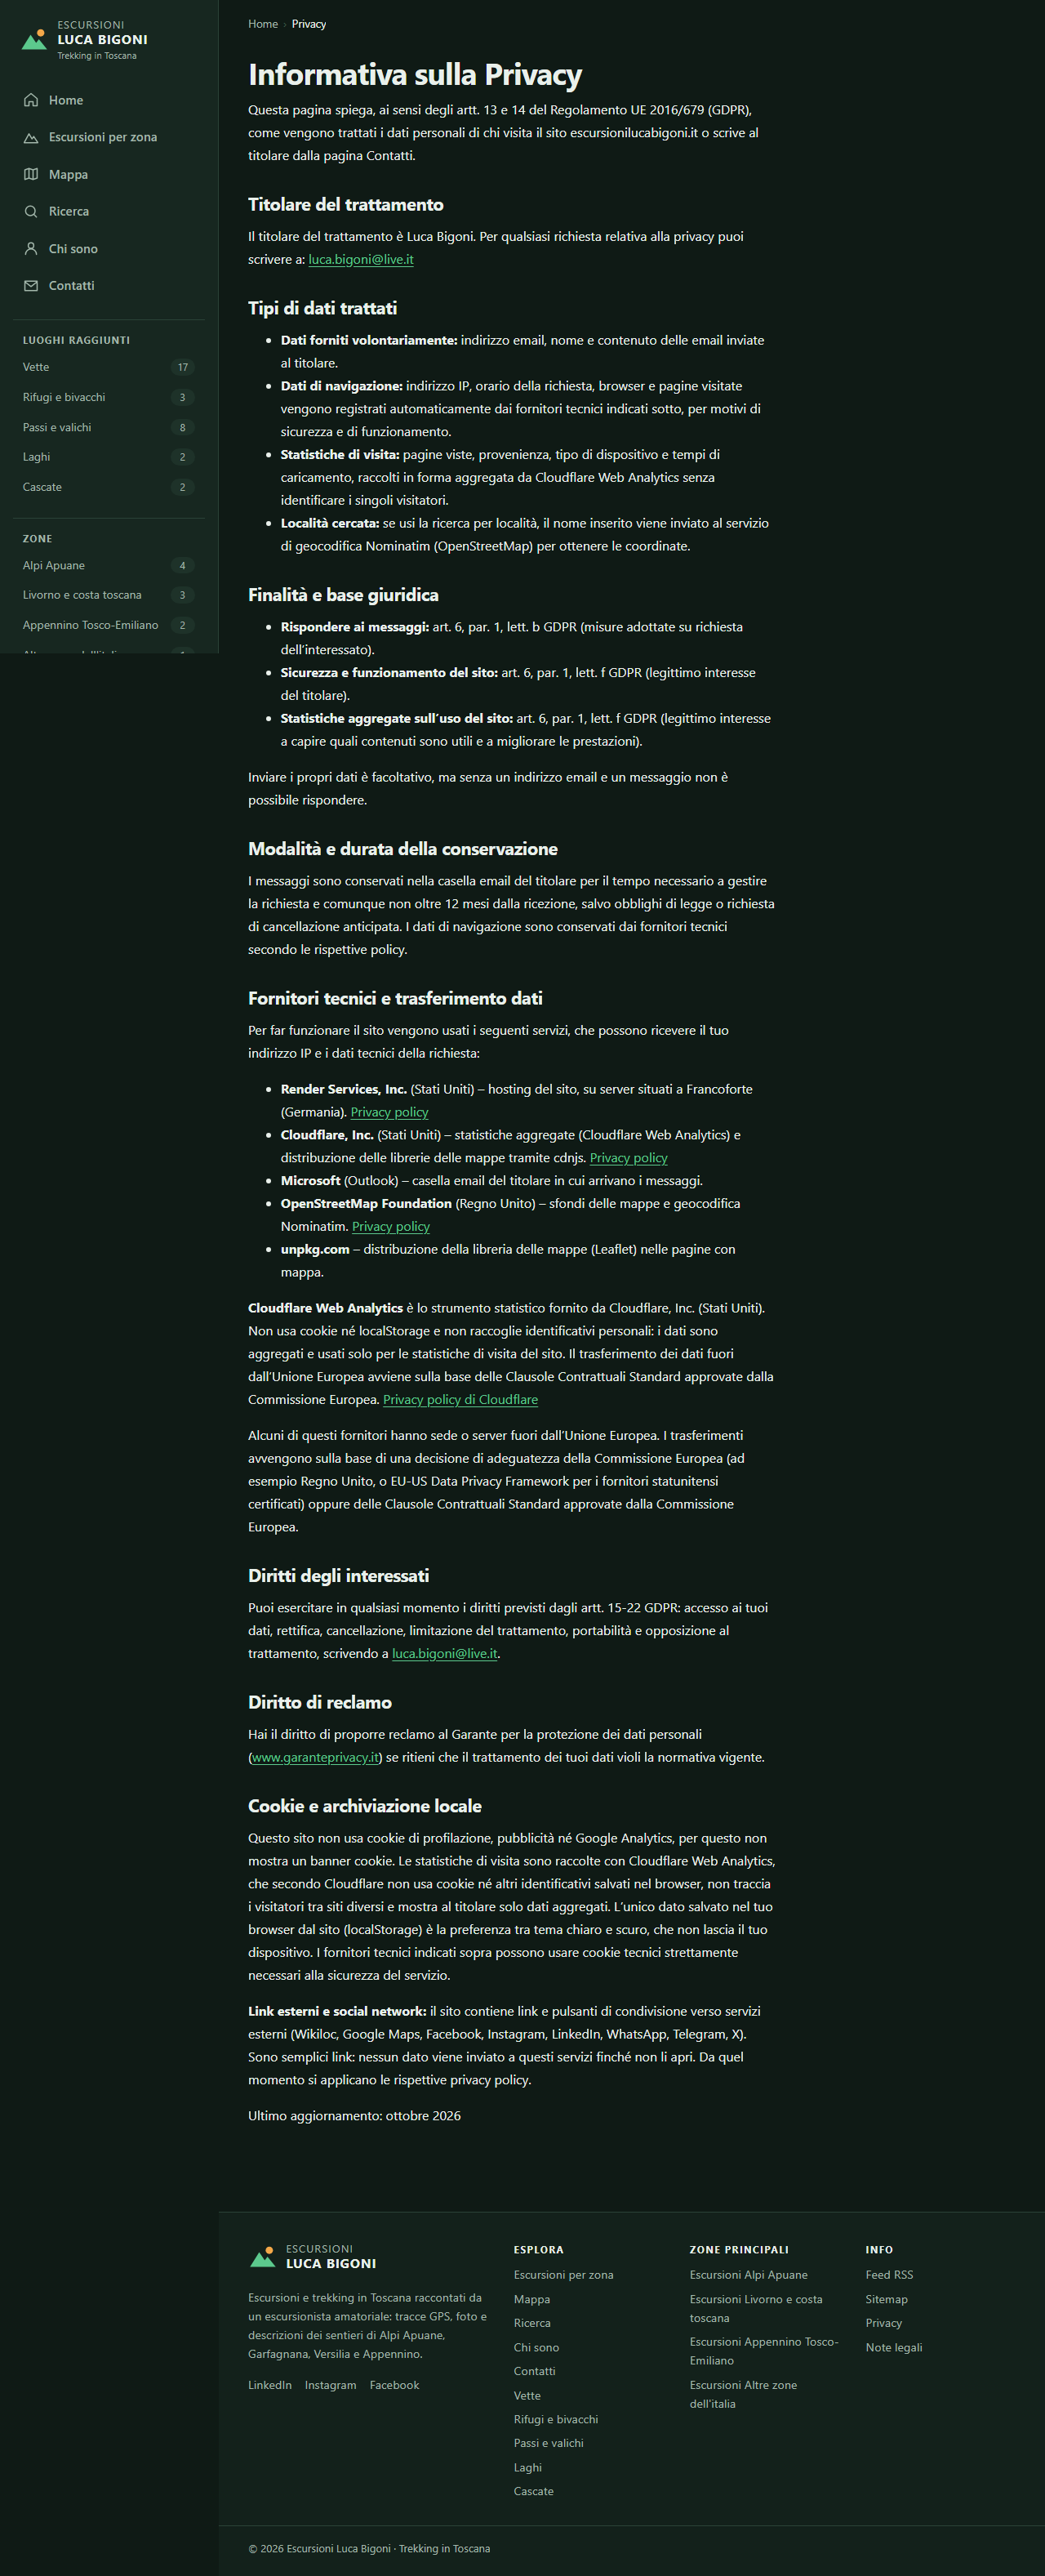 ESCURSIONI
LUCA BIGONI
Trekking in Toscana
Home
Escursioni per zona
Mappa
Ricerca
Chi sono
Contatti
LUOGHI RAGGIUNTI
Vette 17
Rifugi e bivacchi 3
Passi e valichi 8
Laghi 2
Cascate 2
ZONE
Alpi Apuane 4
Livorno e costa toscana 3
Appennino Tosco-Emiliano 2
Home › Privacy
Informativa sulla Privacy
Questa pagina spiega, ai sensi degli artt. 13 e 14 del Regolamento UE 2016/679 (GDPR),
come vengono trattati i dati personali di chi visita il sito escursionilucabigoni.it o scrive al
titolare dalla pagina Contatti.
Titolare del trattamento
Il titolare del trattamento è Luca Bigoni. Per qualsiasi richiesta relativa alla privacy puoi
scrivere a: luca.bigoni@live.it
Tipi di dati trattati
• Dati forniti volontariamente: indirizzo email, nome e contenuto delle email inviate
al titolare.
• Dati di navigazione: indirizzo IP, orario della richiesta, browser e pagine visitate
vengono registrati automaticamente dai fornitori tecnici indicati sotto, per motivi di
sicurezza e di funzionamento.
• Statistiche di visita: pagine viste, provenienza, tipo di dispositivo e tempi di
caricamento, raccolti in forma aggregata da Cloudflare Web Analytics senza
identificare i singoli visitatori.
• Località cercata: se usi la ricerca per località, il nome inserito viene inviato al servizio
di geocodifica Nominatim (OpenStreetMap) per ottenere le coordinate.
Finalità e base giuridica
• Rispondere ai messaggi: art. 6, par. 1, lett. b GDPR (misure adottate su richiesta
dell’interessato).
• Sicurezza e funzionamento del sito: art. 6, par. 1, lett. f GDPR (legittimo interesse
del titolare).
• Statistiche aggregate sull’uso del sito: art. 6, par. 1, lett. f GDPR (legittimo interesse
a capire quali contenuti sono utili e a migliorare le prestazioni).
Inviare i propri dati è facoltativo, ma senza un indirizzo email e un messaggio non è
possibile rispondere.
Modalità e durata della conservazione
I messaggi sono conservati nella casella email del titolare per il tempo necessario a gestire
la richiesta e comunque non oltre 12 mesi dalla ricezione, salvo obblighi di legge o richiesta
di cancellazione anticipata. I dati di navigazione sono conservati dai fornitori tecnici
secondo le rispettive policy.
Fornitori tecnici e trasferimento dati
Per far funzionare il sito vengono usati i seguenti servizi, che possono ricevere il tuo
indirizzo IP e i dati tecnici della richiesta:
• Render Services, Inc. (Stati Uniti) – hosting del sito, su server situati a Francoforte
(Germania). Privacy policy
• Cloudflare, Inc. (Stati Uniti) – statistiche aggregate (Cloudflare Web Analytics) e
distribuzione delle librerie delle mappe tramite cdnjs. Privacy policy
• Microsoft (Outlook) – casella email del titolare in cui arrivano i messaggi.
• OpenStreetMap Foundation (Regno Unito) – sfondi delle mappe e geocodifica
Nominatim. Privacy policy
• unpkg.com – distribuzione della libreria delle mappe (Leaflet) nelle pagine con
mappa.
Cloudflare Web Analytics è lo strumento statistico fornito da Cloudflare, Inc. (Stati Uniti).
Non usa cookie né localStorage e non raccoglie identificativi personali: i dati sono
aggregati e usati solo per le statistiche di visita del sito. Il trasferimento dei dati fuori
dall’Unione Europea avviene sulla base delle Clausole Contrattuali Standard approvate dalla
Commissione Europea. Privacy policy di Cloudflare
Alcuni di questi fornitori hanno sede o server fuori dall’Unione Europea. I trasferimenti
avvengono sulla base di una decisione di adeguatezza della Commissione Europea (ad
esempio Regno Unito, o EU-US Data Privacy Framework per i fornitori statunitensi
certificati) oppure delle Clausole Contrattuali Standard approvate dalla Commissione
Europea.
Diritti degli interessati
Puoi esercitare in qualsiasi momento i diritti previsti dagli artt. 15-22 GDPR: accesso ai tuoi
dati, rettifica, cancellazione, limitazione del trattamento, portabilità e opposizione al
trattamento, scrivendo a luca.bigoni@live.it.
Diritto di reclamo
Hai il diritto di proporre reclamo al Garante per la protezione dei dati personali
(www.garanteprivacy.it) se ritieni che il trattamento dei tuoi dati violi la normativa vigente.
Cookie e archiviazione locale
Questo sito non usa cookie di profilazione, pubblicità né Google Analytics, per questo non
mostra un banner cookie. Le statistiche di visita sono raccolte con Cloudflare Web Analytics,
che secondo Cloudflare non usa cookie né altri identificativi salvati nel browser, non traccia
i visitatori tra siti diversi e mostra al titolare solo dati aggregati. L’unico dato salvato nel tuo
browser dal sito (localStorage) è la preferenza tra tema chiaro e scuro, che non lascia il tuo
dispositivo. I fornitori tecnici indicati sopra possono usare cookie tecnici strettamente
necessari alla sicurezza del servizio.
Link esterni e social network: il sito contiene link e pulsanti di condivisione verso servizi
esterni (Wikiloc, Google Maps, Facebook, Instagram, LinkedIn, WhatsApp, Telegram, X).
Sono semplici link: nessun dato viene inviato a questi servizi finché non li apri. Da quel
momento si applicano le rispettive privacy policy.
Ultimo aggiornamento: ottobre 2026
ESCURSIONI
LUCA BIGONI
Escursioni e trekking in Toscana raccontati da
un escursionista amatoriale: tracce GPS, foto e
descrizioni dei sentieri di Alpi Apuane,
Garfagnana, Versilia e Appennino.
LinkedIn Instagram Facebook
ESPLORA
Escursioni per zona
Mappa
Ricerca
Chi sono
Contatti
Vette
Rifugi e bivacchi
Passi e valichi
Laghi
Cascate
ZONE PRINCIPALI
Escursioni Alpi Apuane
Escursioni Livorno e costa
toscana
Escursioni Appennino Tosco-
Emiliano
Escursioni Altre zone
dell’italia
INFO
Feed RSS
Sitemap
Privacy
Note legali
© 2026 Escursioni Luca Bigoni · Trekking in Toscana